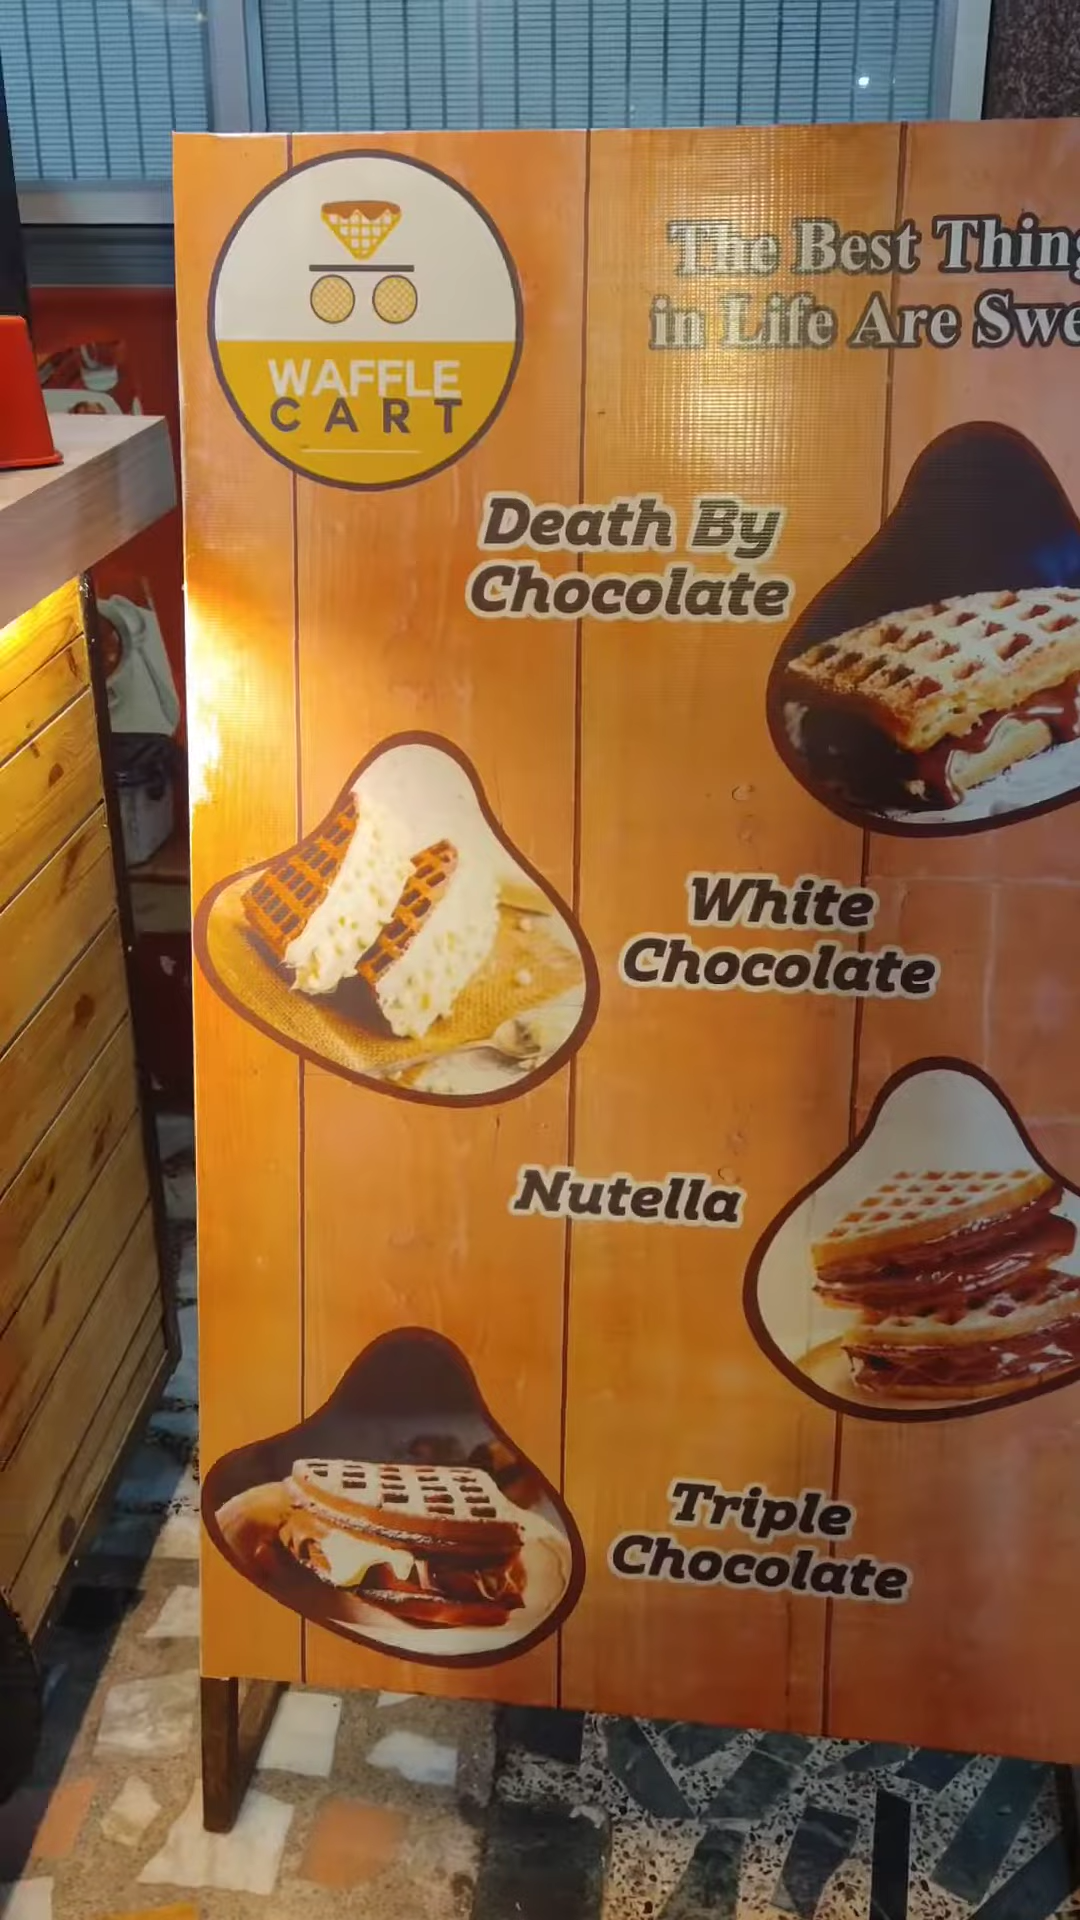 WAFFLE
CART
The Best Thing
in Life Are Swe
Death By
Chocolate
White
Chocolate
Nutella
Triple
Chocolate